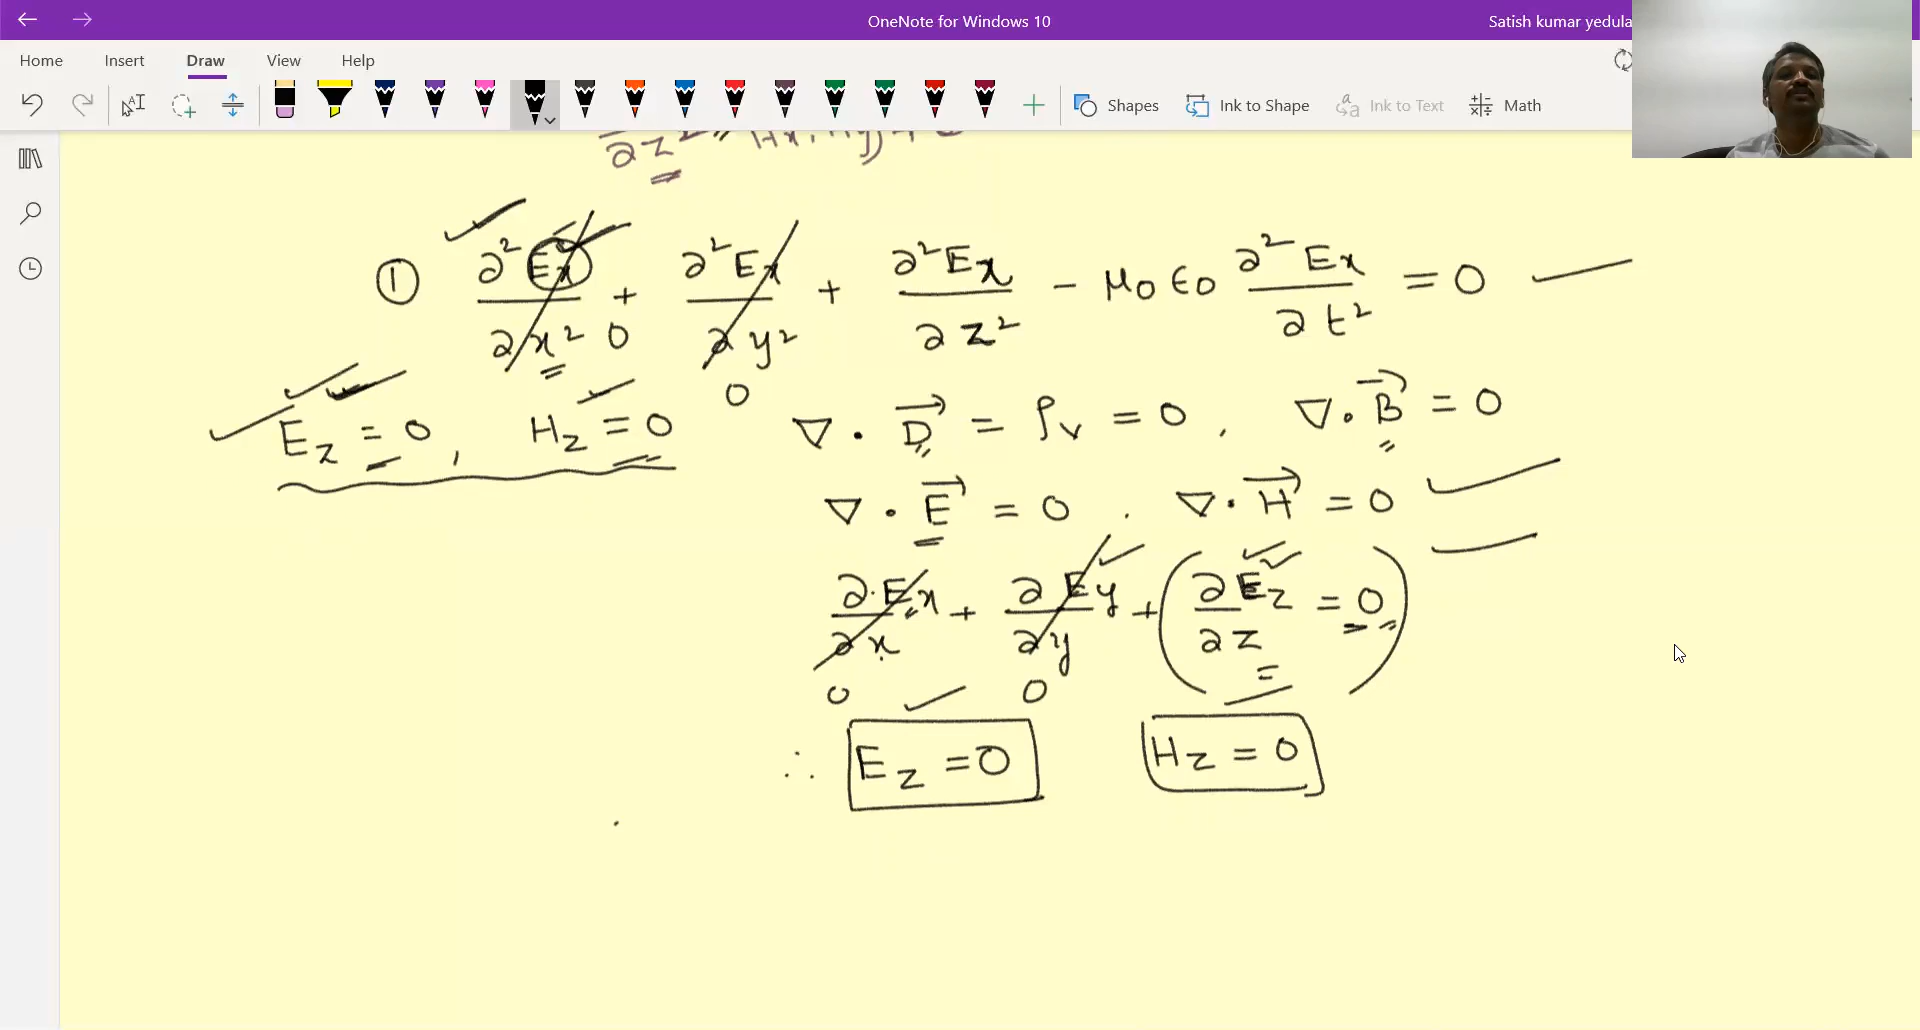 OneNote for Windows 10
Satish kumar yedula
Home Insert Draw View Help
Shapes Ink to Shape Ink to Text Math
∂z²
① ∂²Ex/∂x² + ∂²Ex/∂y² + ∂²Ex/∂z² - μ0 ε0 ∂²Ex/∂t² = 0
0
0
Ez = 0, Hz = 0
∇ · D⃗ = ρv = 0, ∇ · B⃗ = 0
∇ · E⃗ = 0 . ∇ · H⃗ = 0
∂·Ex/∂x + ∂Ey/∂y + (∂Ez/∂z = 0)
0 0
∴ Ez = 0 Hz = 0